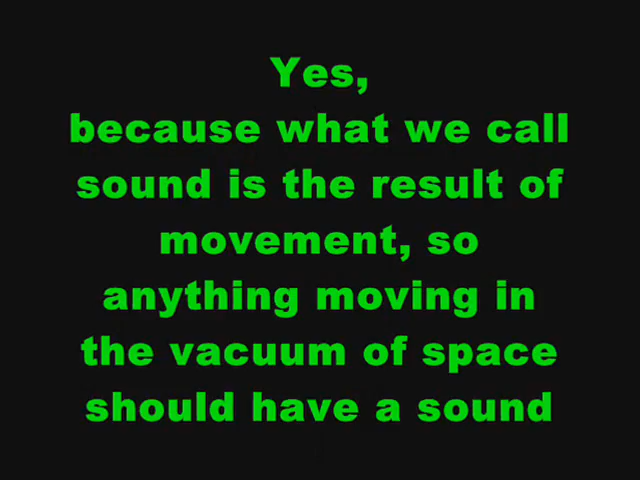 Yes,
because what we call
sound is the result of
movement, so
anything moving in
the vacuum of space
should have a sound